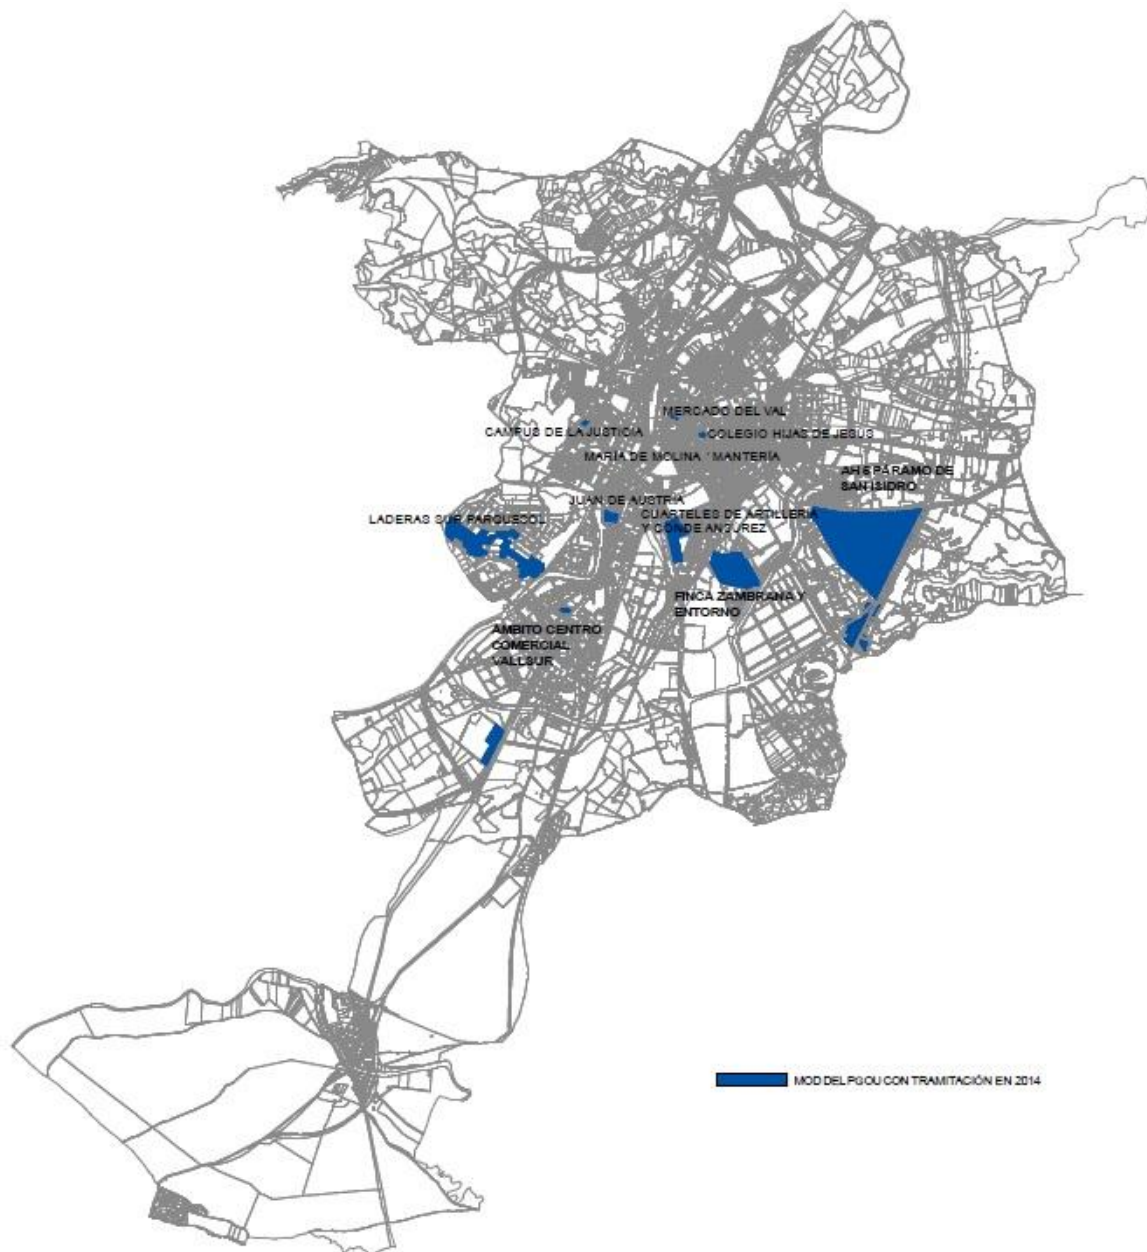 MERCADO DEL VAL
CAMPUS DE LA JUSTICIA
COLEGIO HIJAS DE JESUS
MARÍA DE MOLINA / MANTERÍA
AH 6 PÁRAMO DE
SAN ISIDRO
JUAN DE AUSTRIA
LADERAS SUR PARQUESOL
CUARTELES DE ARTILLERIA
Y CONDE ANSUREZ
FINCA ZAMBRANA Y
ENTORNO
AMBITO CENTRO
COMERCIAL
VALLSUR
MOD DEL PGOU CON TRAMITACIÓN EN 2014